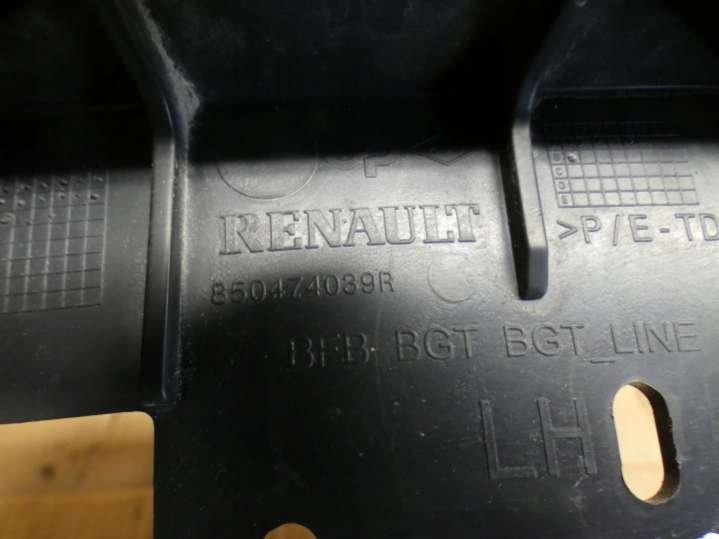 RENAULT
850474039R
>P/E-TD
BFB BGT BGT_LINE
LH